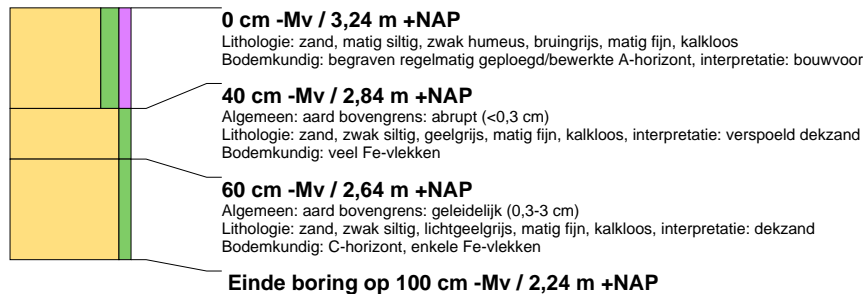 0 cm -Mv / 3,24 m +NAP
Lithologie: zand, matig siltig, zwak humeus, bruingrijs, matig fijn, kalkloos
Bodemkundig: begraven regelmatig geploegd/bewerkte A-horizont, interpretatie: bouwvoor
40 cm -Mv / 2,84 m +NAP
Algemeen: aard bovengrens: abrupt (<0,3 cm)
Lithologie: zand, zwak siltig, geelgrijs, matig fijn, kalkloos, interpretatie: verspoeld dekzand
Bodemkundig: veel Fe-vlekken
60 cm -Mv / 2,64 m +NAP
Algemeen: aard bovengrens: geleidelijk (0,3-3 cm)
Lithologie: zand, zwak siltig, lichtgeelgrijs, matig fijn, kalkloos, interpretatie: dekzand
Bodemkundig: C-horizont, enkele Fe-vlekken
Einde boring op 100 cm -Mv / 2,24 m +NAP